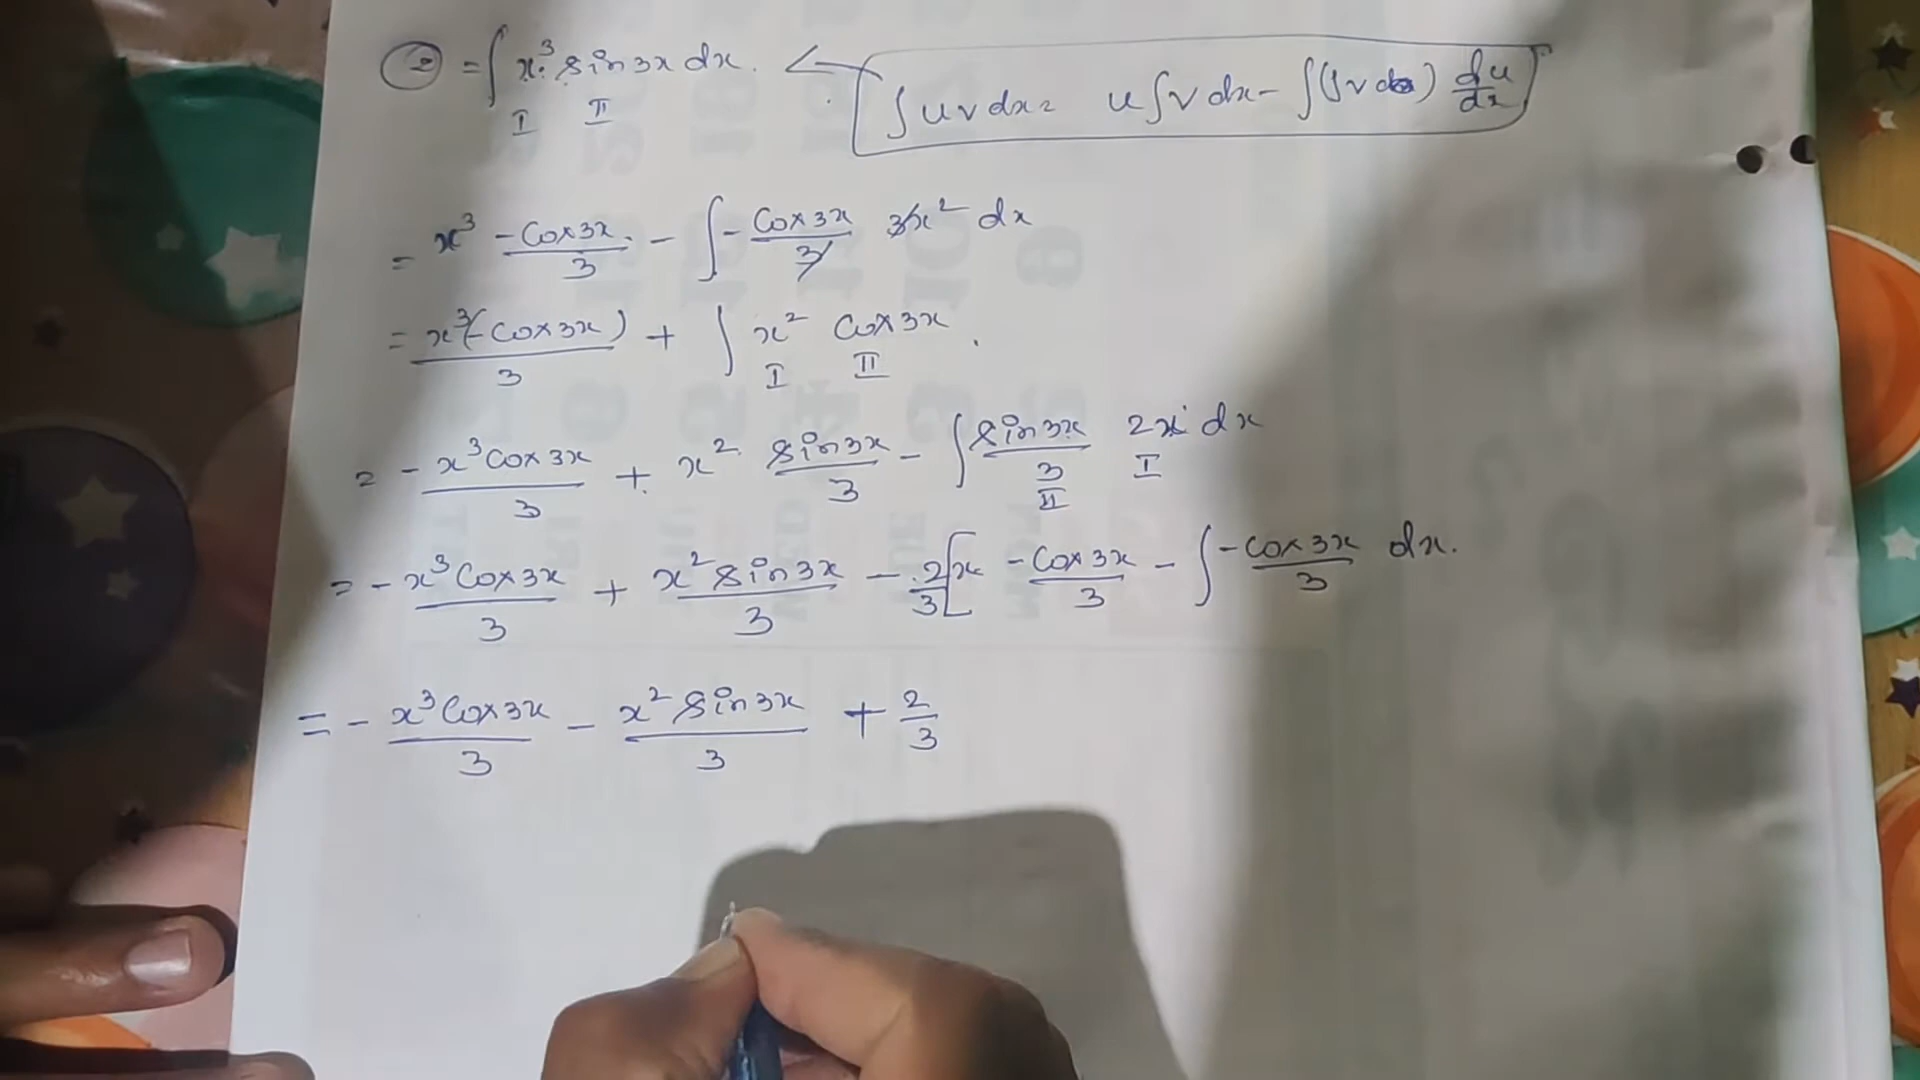 ② = ∫ x³. sin 3x dx. ← ∫ u v dx = u ∫ v dx - ∫ (∫ v dx) du/dx
I II
= x³ -Cos 3x/3 - ∫ -Cos 3x/3 3x² dx
= x³(-Cos 3x)/3 + ∫ x² Cos 3x.
I II
= -x³ Cos 3x/3 + x² sin 3x/3 - ∫ sin 3x/3 2x dx
II I
= -x³ Cos 3x/3 + x² sin 3x/3 - 2/3 [x -Cos 3x/3 - ∫ -cos 3x/3 dx.
= -x³ Cos 3x/3 - x² sin 3x/3 + 2/3